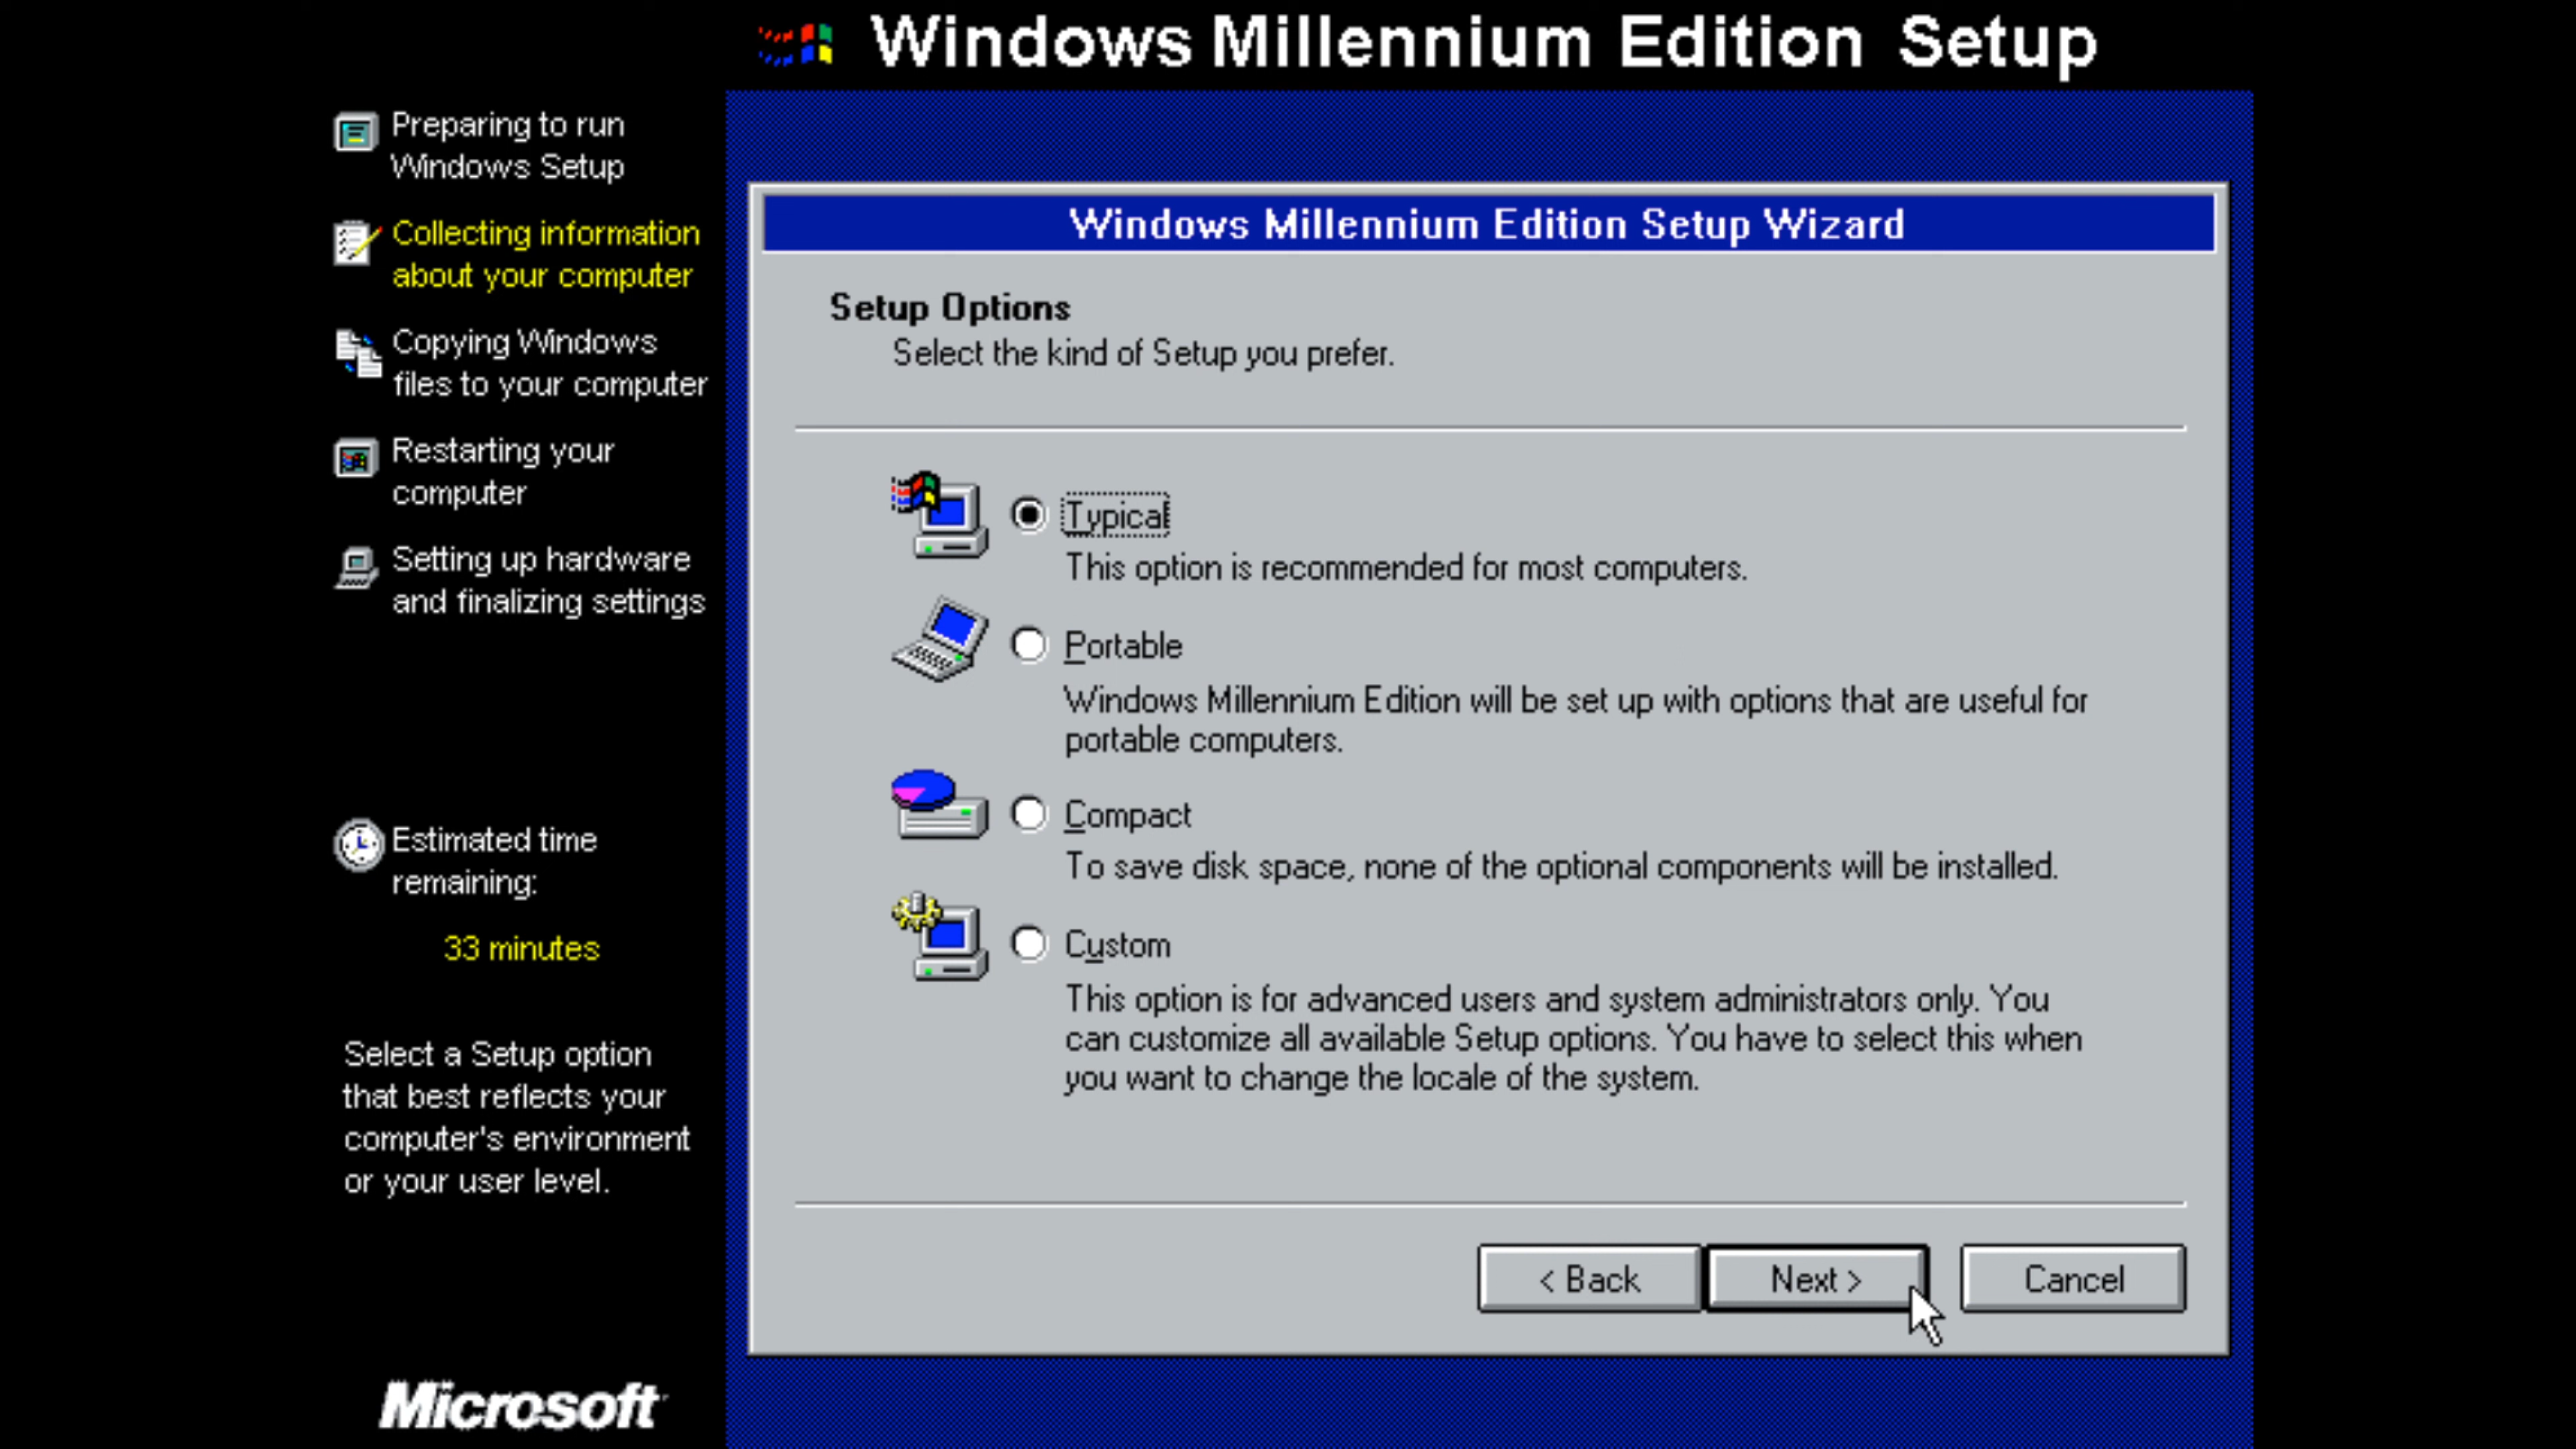 Windows Millennium Edition Setup
Preparing to run
Windows Setup
Collecting information
about your computer
Copying Windows
files to your computer
Restarting your
computer
Setting up hardware
and finalizing settings
Estimated time
remaining:
33 minutes
Select a Setup option
that best reflects your
computer's environment
or your user level.
Microsoft
Windows Millennium Edition Setup Wizard
Setup Options
Select the kind of Setup you prefer.
Typical
This option is recommended for most computers.
Portable
Windows Millennium Edition will be set up with options that are useful for
portable computers.
Compact
To save disk space, none of the optional components will be installed.
Custom
This option is for advanced users and system administrators only. You
can customize all available Setup options. You have to select this when
you want to change the locale of the system.
< Back
Next >
Cancel